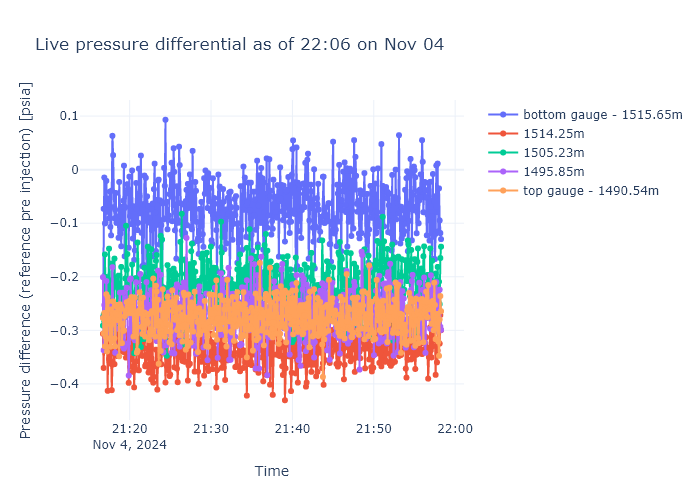 Live pressure differential as of 22:06 on Nov 04
Pressure difference (reference pre injection) [psia]
0.1
0
−0.1
−0.2
−0.3
−0.4
21:20
21:30
21:40
21:50
22:00
Nov 4, 2024
Time
bottom gauge - 1515.65m
1514.25m
1505.23m
1495.85m
top gauge - 1490.54m